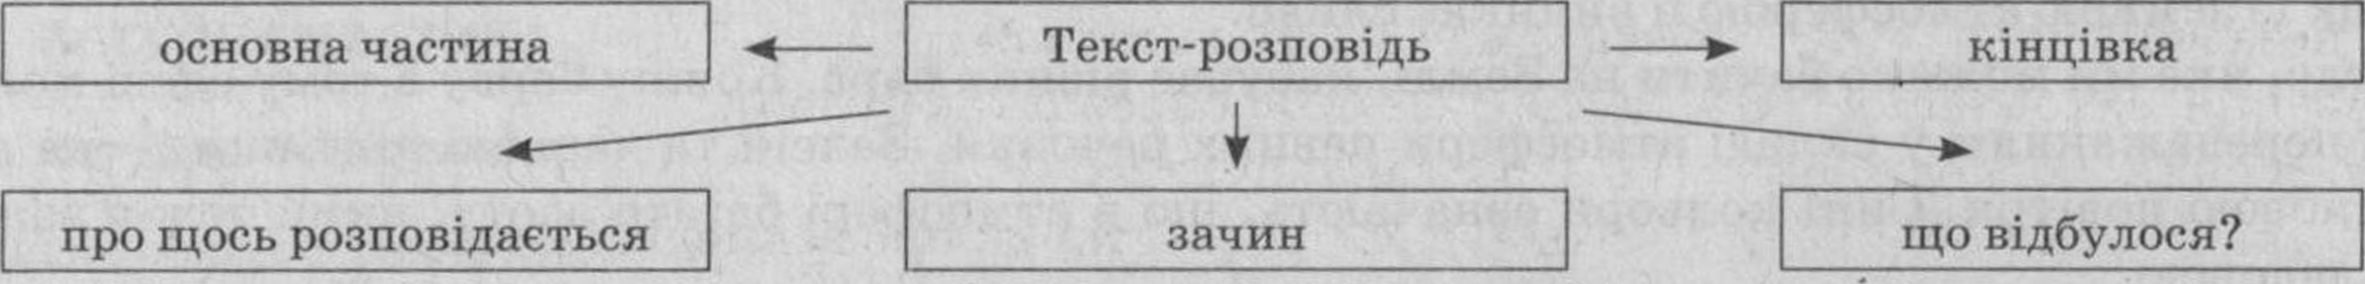 основна частина
Текст-розповідь
кінцівка
про щось розповідається
зачин
що відбулося?